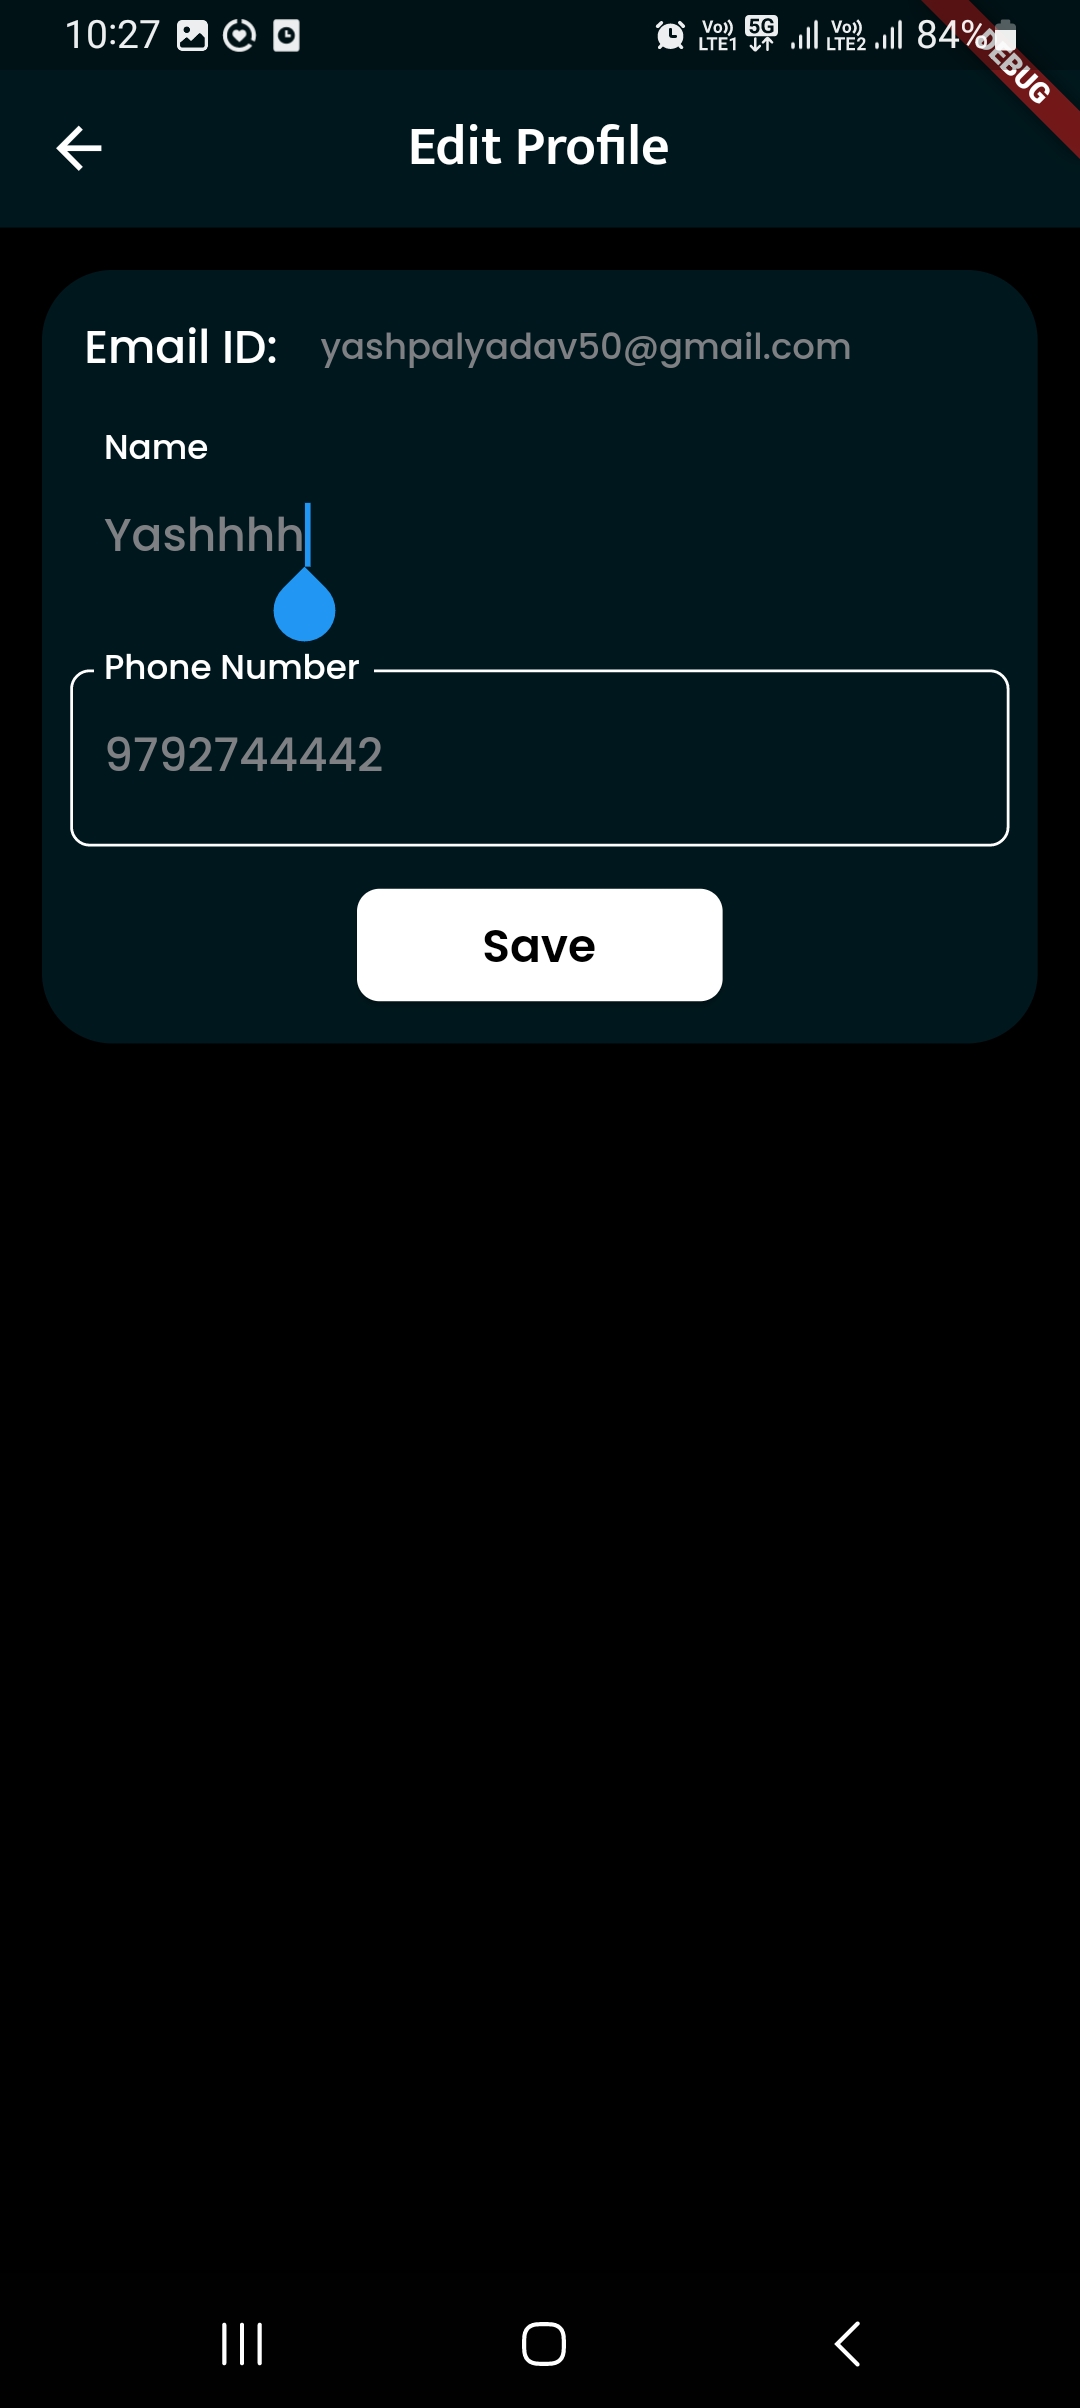 10:27 Vo)) LTE1 5G Vo)) LTE2 84%
DEBUG
Edit Profile
Email ID: yashpalyadav50@gmail.com
Name
Yashhhh
Phone Number
9792744442
Save